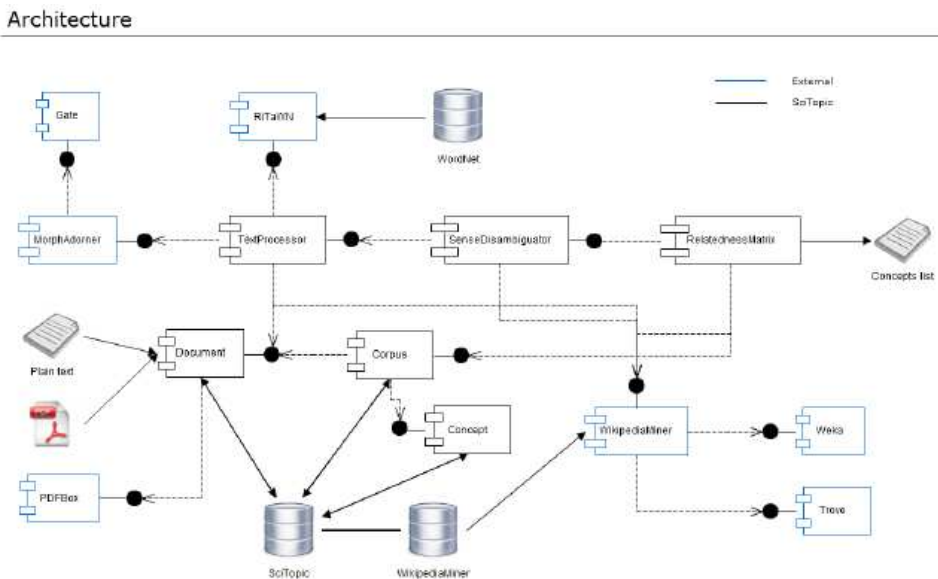 Architecture
External
SciTopic
Gate
RiTaWN
WordNet
MorphAdorner
TextProcessor
SenseDisambiguator
RelatednessMatrix
Concepts list
Plain text
Document
Corpus
Concept
WikipediaMiner
Weka
PDFBox
Trove
SciTopic
WikipediaMiner